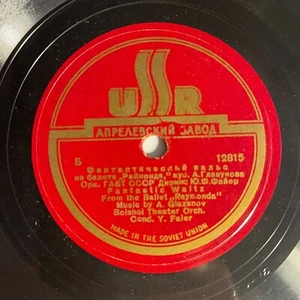 USSR
АПРЕЛЕВСКИЙ ЗАВОД
Б 12815
Фантастический вальс
из балета „Раймонда," муз. А.Глазунова
Орк. ГАБТ СССР Дирижер: Ю.Ф.Файер
Fantastic Waltz
From the Ballet „Raymonda"
Music by A. Glazunov
Bolshoi Theater Orch.
Cond. Y. Faier
MADE IN THE SOVIET UNION